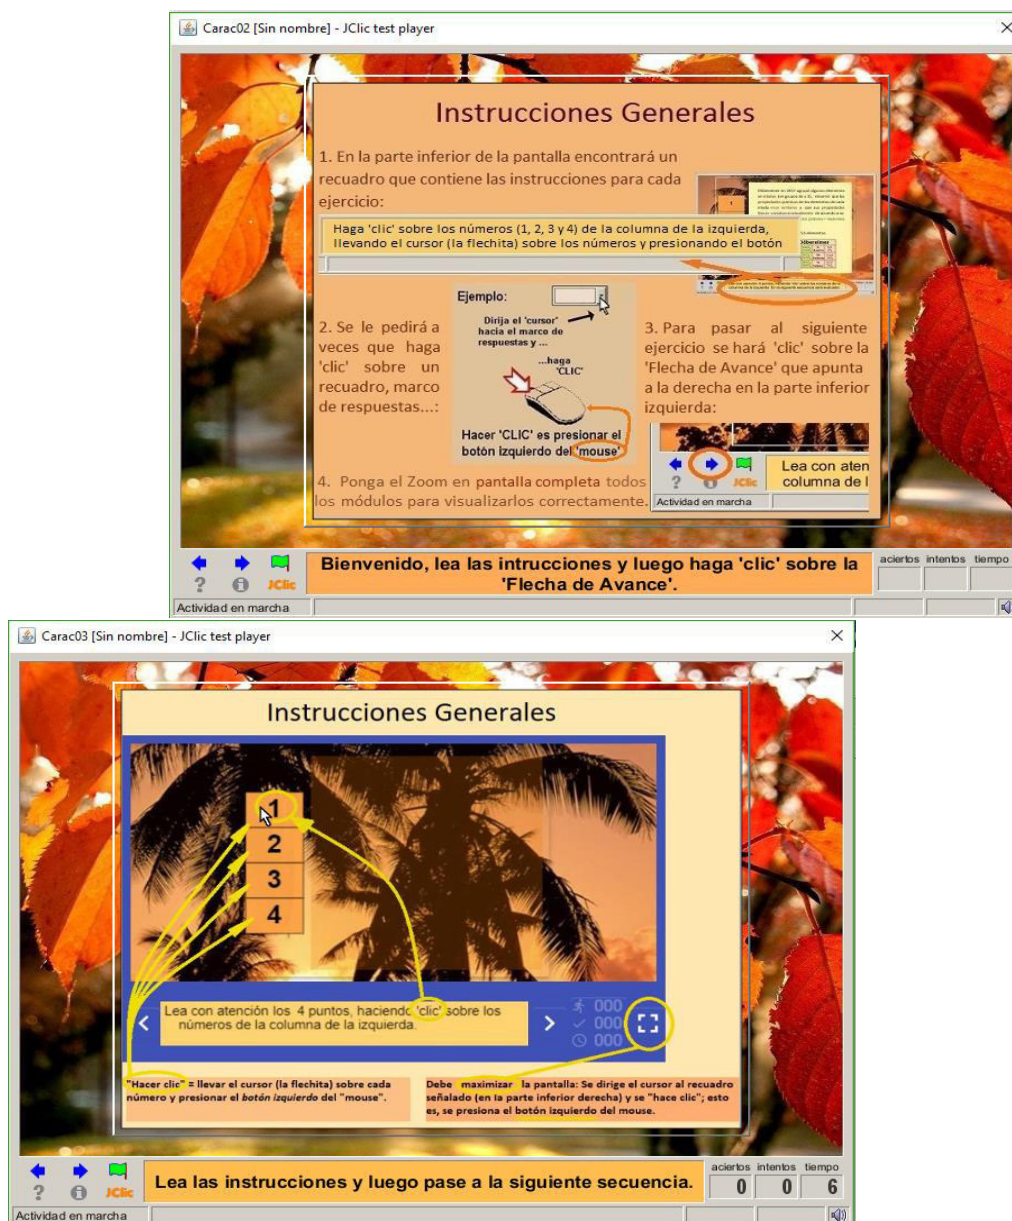 Carac02 [Sin nombre] - JClic test player
Instrucciones Generales
1. En la parte inferior de la pantalla encontrará un
recuadro que contiene las instrucciones para cada
ejercicio:
Haga 'clic' sobre los números (1, 2, 3 y 4) de la columna de la izquierda,
llevando el cursor (la flechita) sobre los números y presionando el botón
2. Se le pedirá a
veces que haga
'clic' sobre un
recuadro, marco
de respuestas...:
Ejemplo:
Dirija el 'cursor'
hacia el marco de
respuestas y ...
...haga
'CLIC'
Hacer 'CLIC' es presionar el
botón izquierdo del 'mouse'
3. Para pasar al siguiente
ejercicio se hará 'clic' sobre la
'Flecha de Avance' que apunta
a la derecha en la parte inferior
izquierda:
Lea con aten
columna de l
JClic
Actividad en marcha
4. Ponga el Zoom en pantalla completa todos
los módulos para visualizarlos correctamente.
Bienvenido, lea las intrucciones y luego haga 'clic' sobre la
'Flecha de Avance'.
JClic
aciertos intentos tiempo
Actividad en marcha
Carac03 [Sin nombre] - JClic test player
Instrucciones Generales
1
2
3
4
Lea con atención los 4 puntos, haciendo 'clic' sobre los
números de la columna de la izquierda.
000
000
000
"Hacer clic" = llevar el cursor (la flechita) sobre cada
número y presionar el botón izquierdo del "mouse".
Debe maximizar la pantalla: Se dirige el cursor al recuadro
señalado (en la parte inferior derecha) y se "hace clic"; esto
es, se presiona el botón izquierdo del mouse.
JClic
Lea las instrucciones y luego pase a la siguiente secuencia.
aciertos intentos tiempo
0 0 6
Actividad en marcha